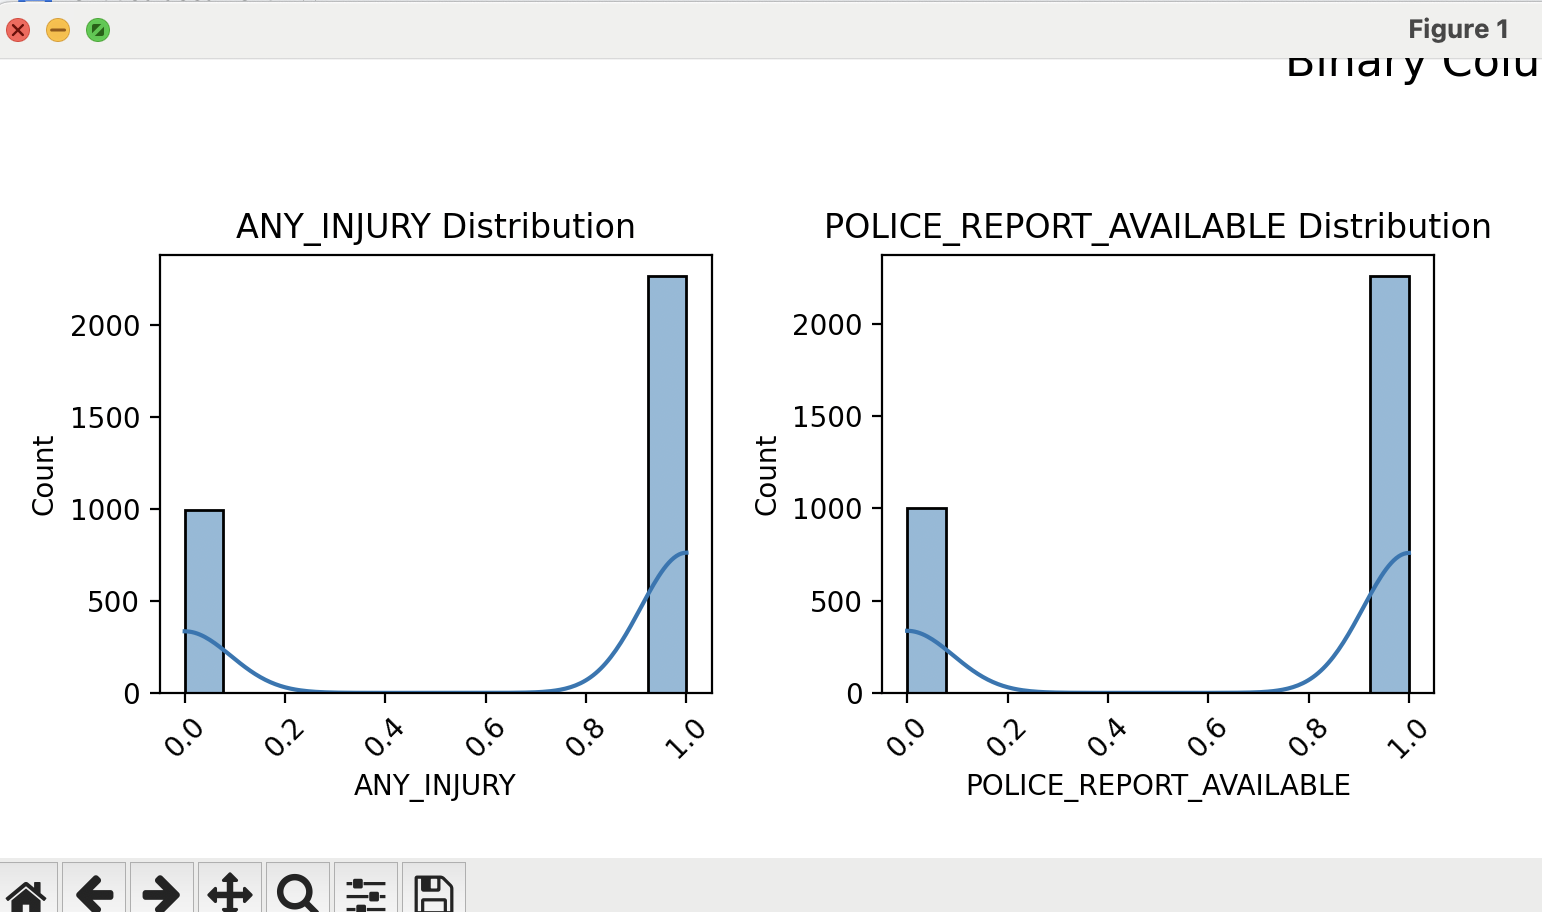 Figure 1
Binary Colu
ANY_INJURY Distribution
2000
1500
1000
500
0
Count
0.0 0.2 0.4 0.6 0.8 1.0
ANY_INJURY
POLICE_REPORT_AVAILABLE Distribution
2000
1500
1000
500
0
Count
0.0 0.2 0.4 0.6 0.8 1.0
POLICE_REPORT_AVAILABLE